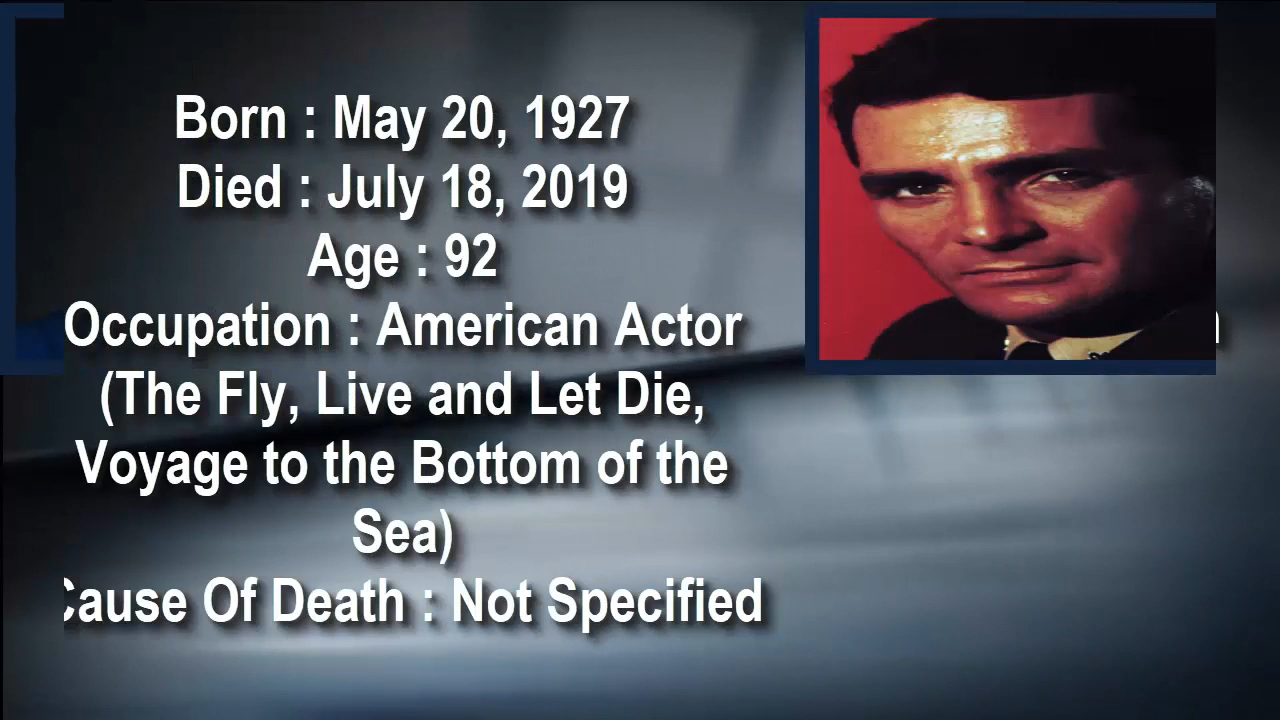 Born : May 20, 1927
Died : July 18, 2019
Age : 92
Occupation : American Actor
(The Fly, Live and Let Die,
Voyage to the Bottom of the
Sea)
Cause Of Death : Not Specified